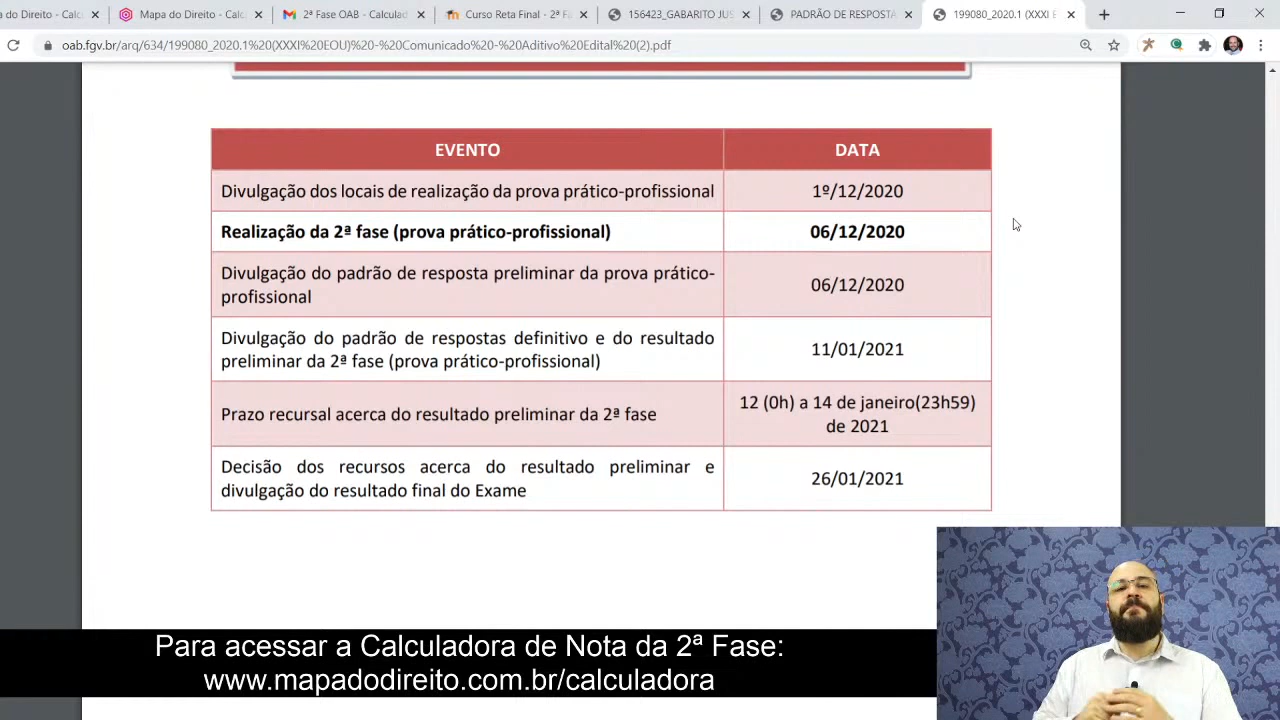 o do Direito - Calc
Mapa do Direito - Calc
2ª Fase OAB - Calculad
Curso Reta Final - 2ª F
156423_GABARITO JUS
PADRÃO DE RESPOSTA
199080_2020.1 (XXXI E
oab.fgv.br/arq/634/199080_2020.1%20(XXXI%20EOU)%20-%20Comunicado%20-%20Aditivo%20Edital%20(2).pdf
EVENTO DATA
Divulgação dos locais de realização da prova prático-profissional 1º/12/2020
Realização da 2ª fase (prova prático-profissional) 06/12/2020
Divulgação do padrão de resposta preliminar da prova prático-
profissional
06/12/2020
Divulgação do padrão de respostas definitivo e do resultado
preliminar da 2ª fase (prova prático-profissional)
11/01/2021
Prazo recursal acerca do resultado preliminar da 2ª fase
12 (0h) a 14 de janeiro(23h59)
de 2021
Decisão dos recursos acerca do resultado preliminar e
divulgação do resultado final do Exame
26/01/2021
Para acessar a Calculadora de Nota da 2ª Fase:
www.mapadodireito.com.br/calculadora